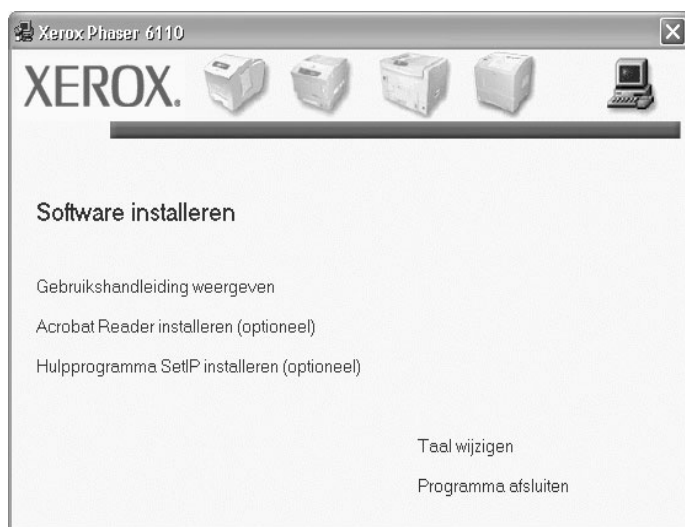 Xerox Phaser 6110
XEROX.
Software installeren
Gebruikshandleiding weergeven
Acrobat Reader installeren (optioneel)
Hulpprogramma SetIP installeren (optioneel)
Taal wijzigen
Programma afsluiten